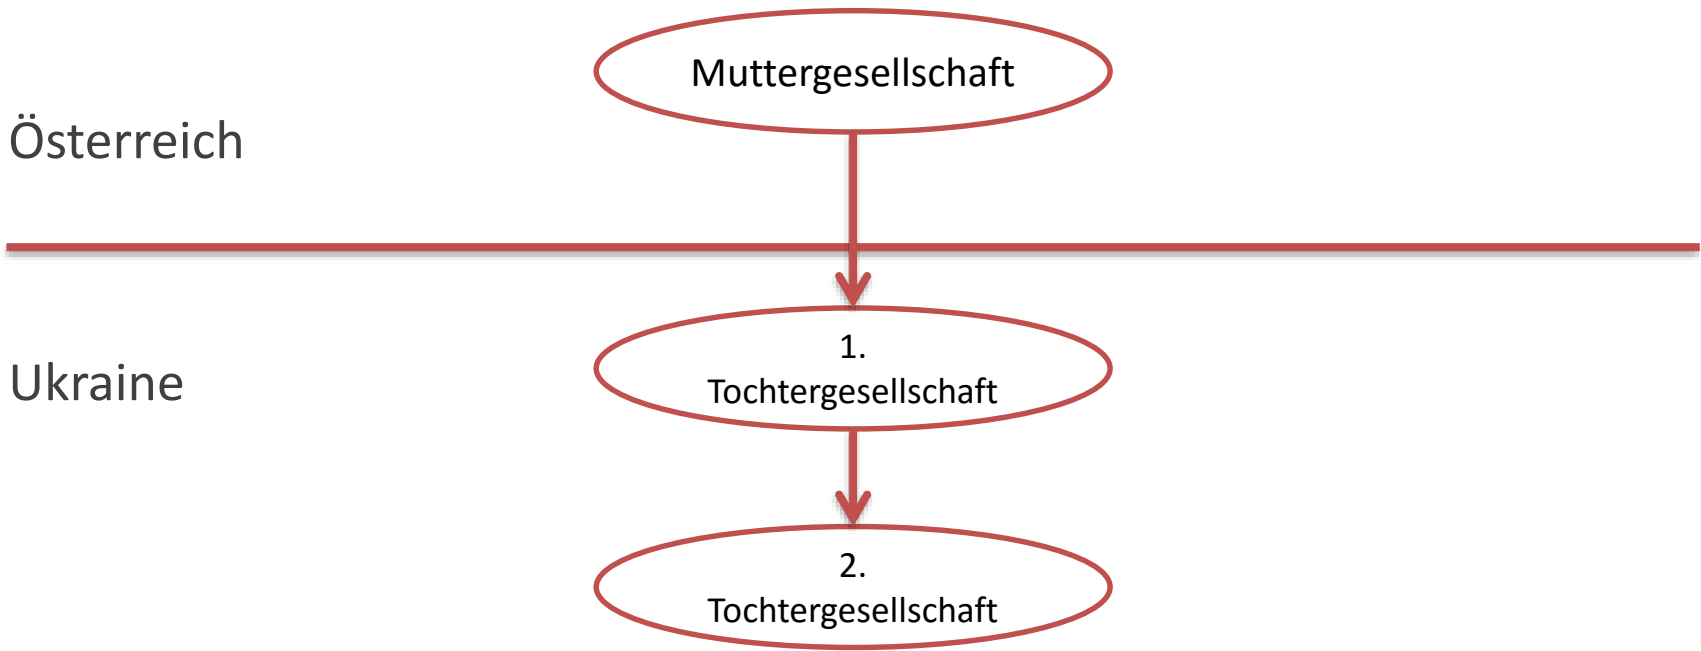 Muttergesellschaft
Österreich
1.
Tochtergesellschaft
Ukraine
2.
Tochtergesellschaft